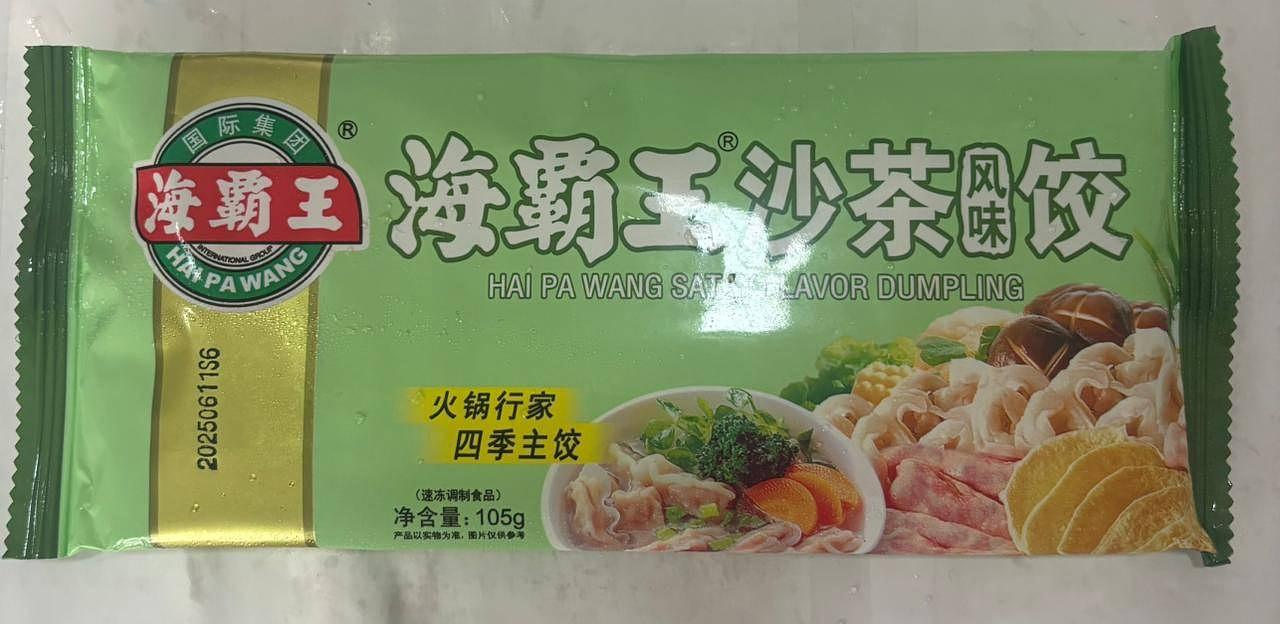 国际集团
海霸王
INTERNATIONAL GROUP
HAI PA WANG
®
海霸王®沙茶风味饺
HAI PA WANG FLAVOR DUMPLING
20250611S6
火锅行家
四季主饺
（速冻调制食品）
净含量：105g
产品以实物为准，图片仅供参考